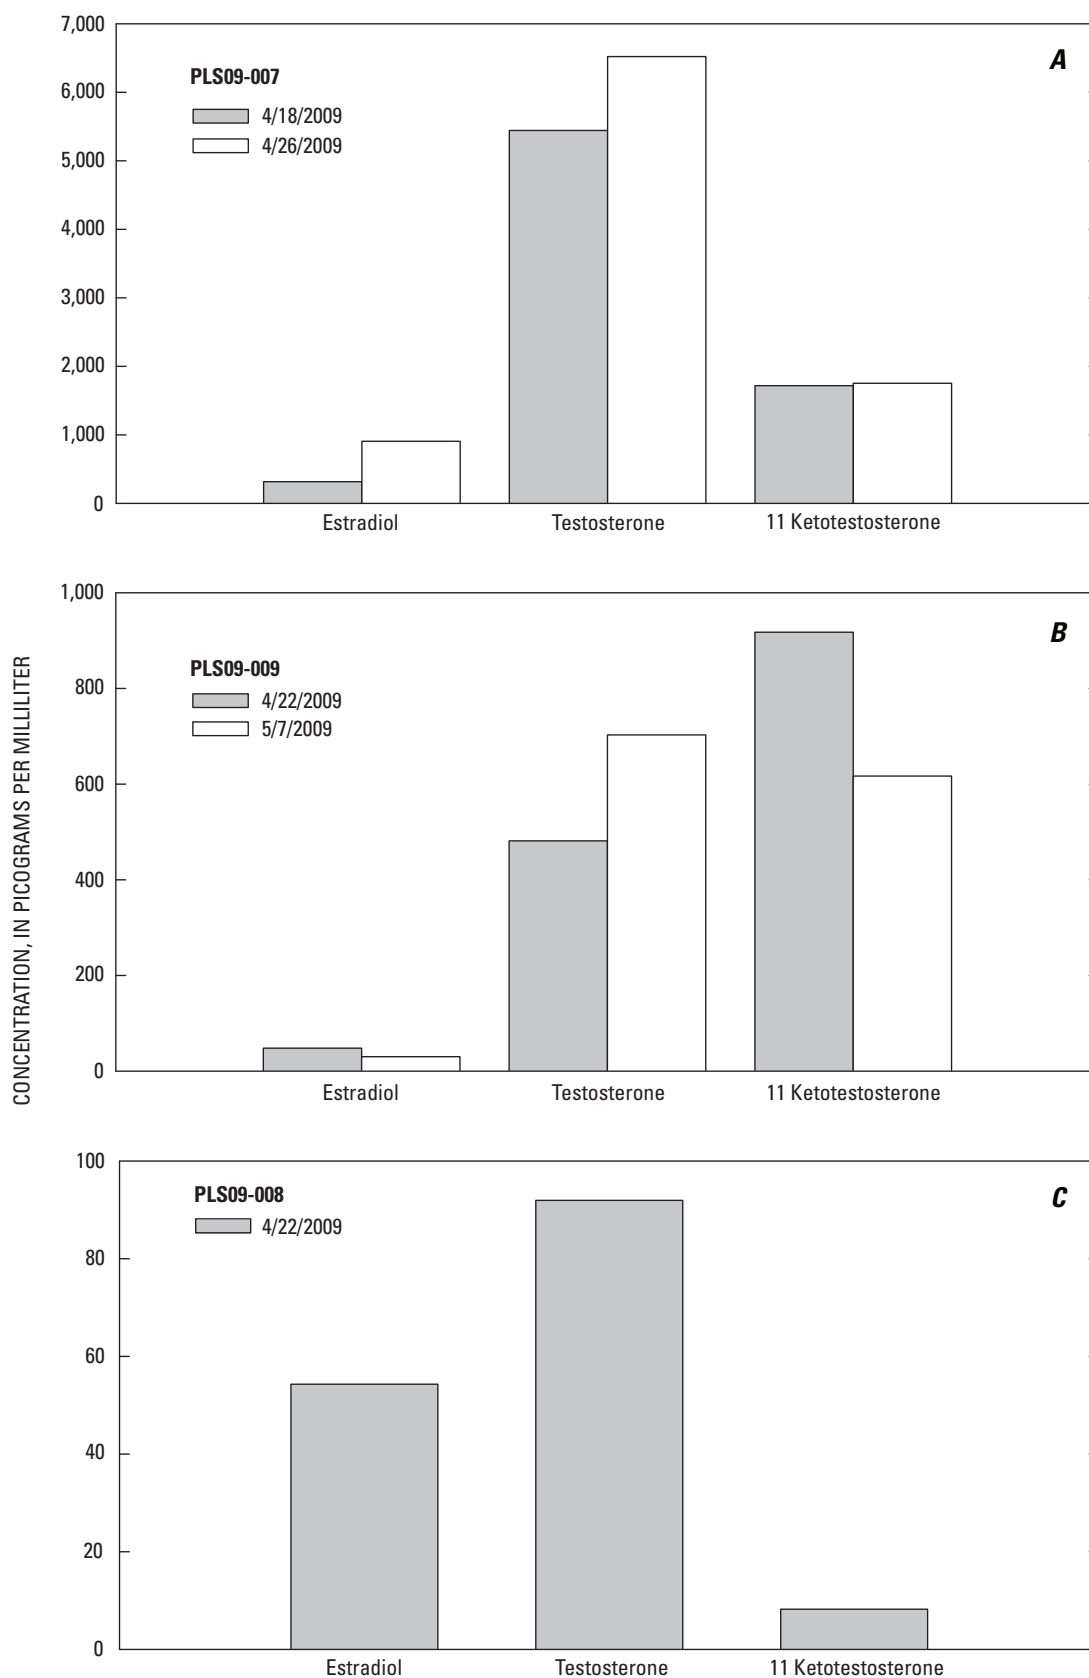 CONCENTRATION, IN PICOGRAMS PER MILLILITER
7,000
6,000
5,000
4,000
3,000
2,000
1,000
0
A
PLS09-007
4/18/2009
4/26/2009
Estradiol Testosterone 11 Ketotestosterone
1,000
800
600
400
200
0
B
PLS09-009
4/22/2009
5/7/2009
Estradiol Testosterone 11 Ketotestosterone
100
80
60
40
20
0
C
PLS09-008
4/22/2009
Estradiol Testosterone 11 Ketotestosterone